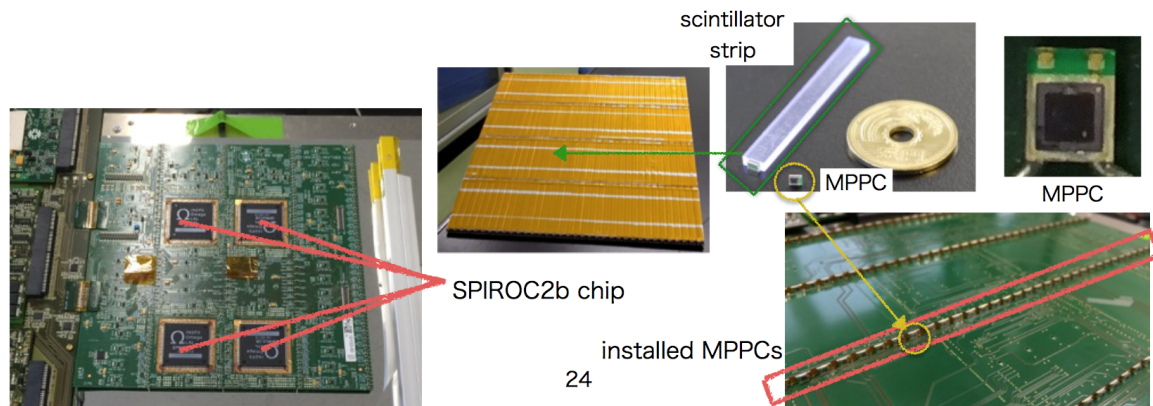 scintillator
strip
MPPC
MPPC
SPIROC2b chip
installed MPPCs
24